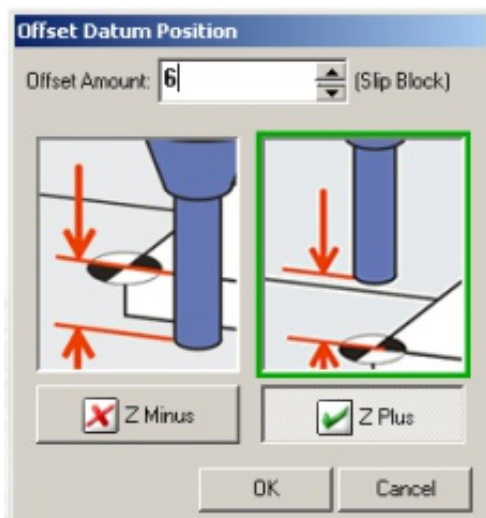 Offset Datum Position
Offset Amount: 6 (Slip Block)
Z Minus Z Plus
OK Cancel